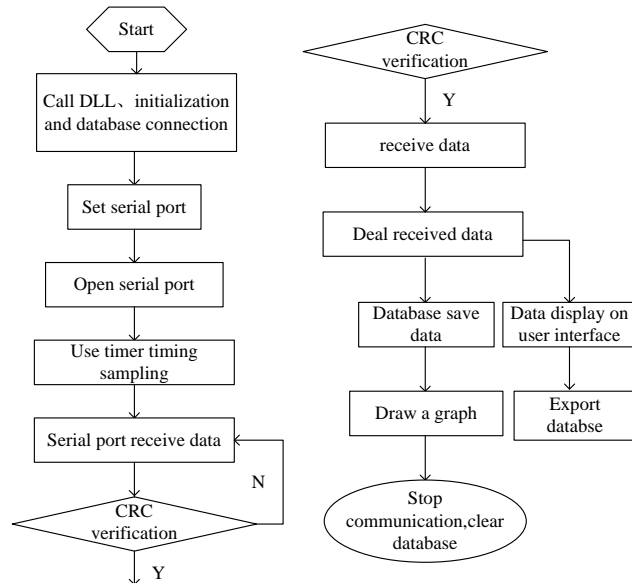 Start
Call DLL、initialization
and database connection
Set serial port
Open serial port
Use timer timing
sampling
Serial port receive data
N
CRC
verification
Y
CRC
verification
Y
receive data
Deal received data
Database save
data
Data display on
user interface
Draw a graph
Export
databse
Stop
communication,clear
database